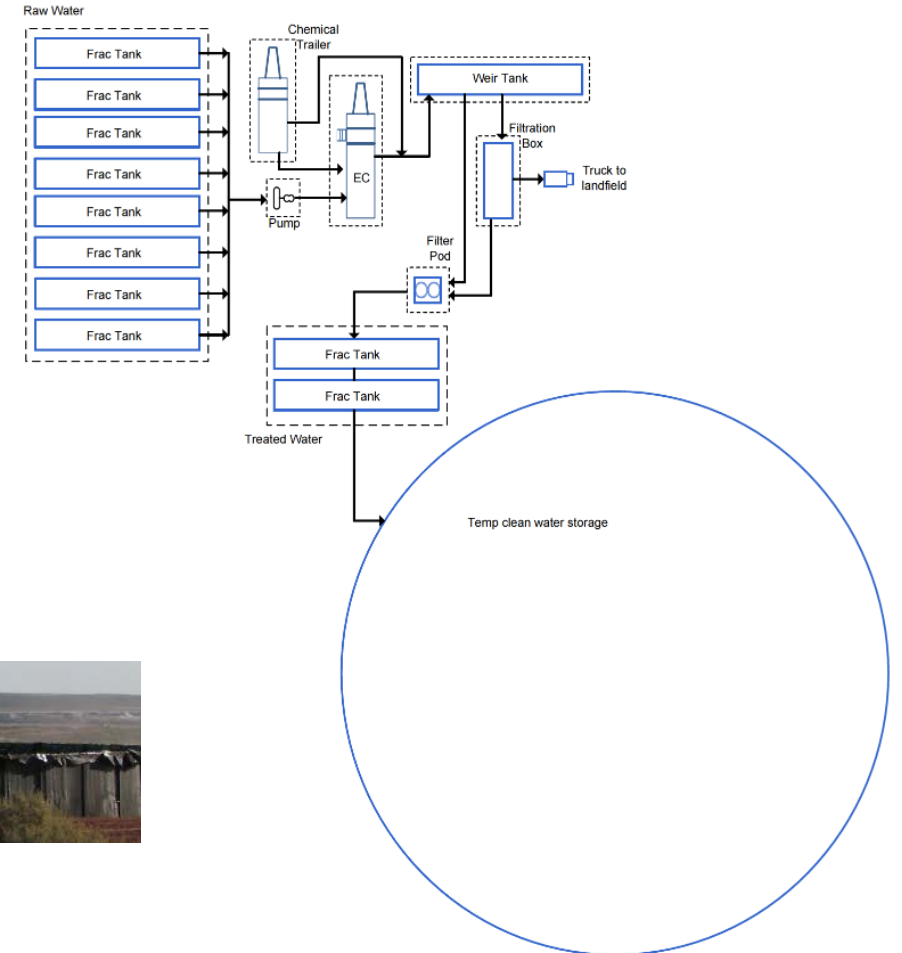 Raw Water
Frac Tank
Frac Tank
Frac Tank
Frac Tank
Frac Tank
Frac Tank
Frac Tank
Frac Tank
Chemical
Trailer
EC
Pump
Weir Tank
Filtration
Box
Truck to
landfield
Filter
Pod
Frac Tank
Frac Tank
Treated Water
Temp clean water storage